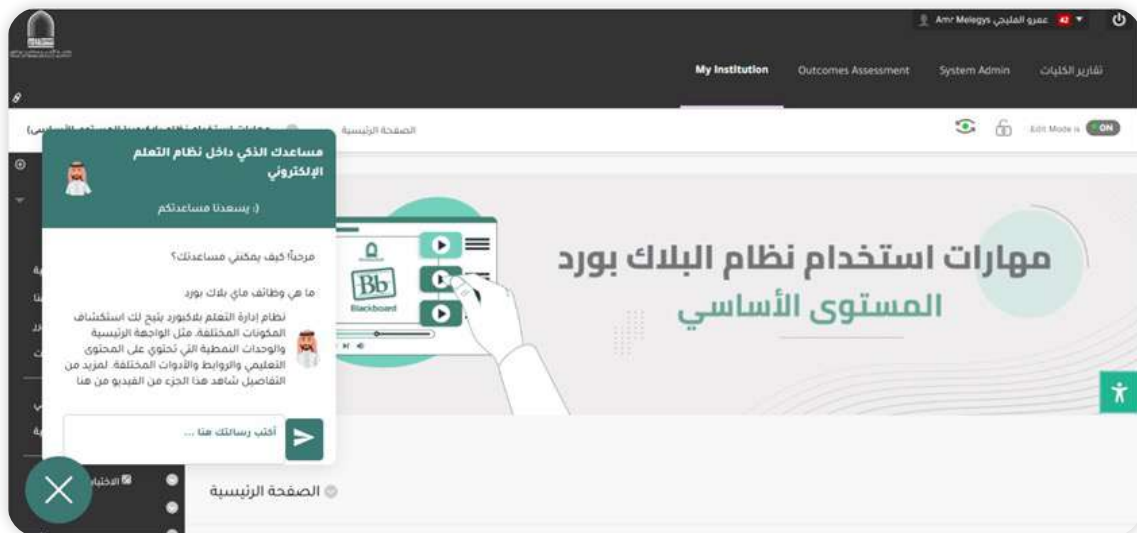 عمرو المليجي Amr Melegys
42
My Institution
Outcomes Assessment
System Admin
تقارير الكليات
الصفحة الرئيسية
Edit Mode is
ON
مساعدك الذكي داخل نظام التعلم
الإلكتروني
يسعدنا مساعدتكم :)
مرحباً! كيف يمكنني مساعدتك؟
ما هي وظائف ماي بلاك بورد
نظام إدارة التعلم بلاكبورد يتيح لك استكشاف
المكونات المختلفة، مثل الواجهة الرئيسية
والوحدات النمطية التي تحتوي على المحتوى
التعليمي والروابط والأدوات المختلفة. لمزيد من
التفاصيل شاهد هذا الجزء من الفيديو من هنا
أكتب رسالتك هنا ...
Bb
Blackboard
مهارات استخدام نظام البلاك بورد
المستوى الأساسي
الصفحة الرئيسية